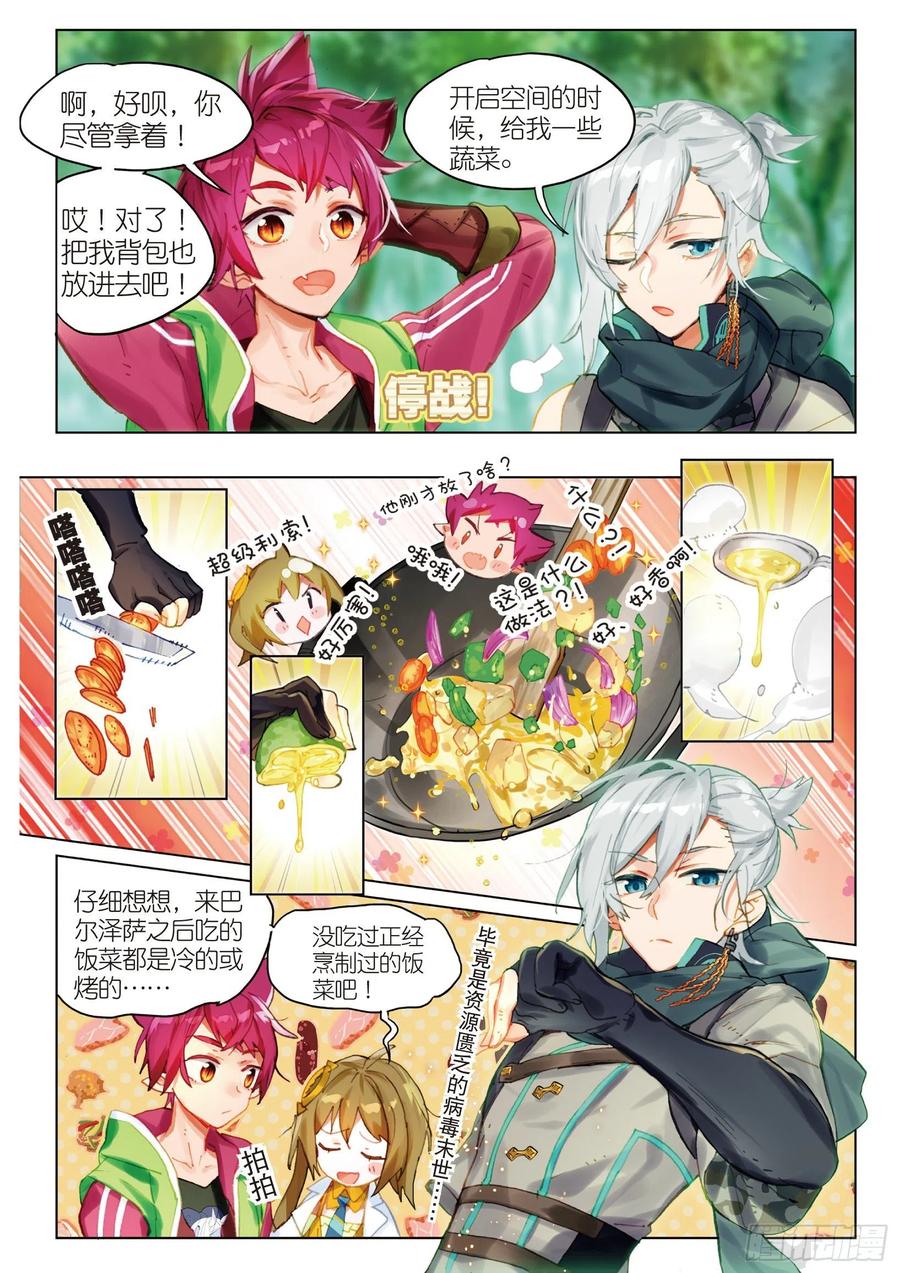 啊，好呗，你
尽管拿着！
哎！对了！
把我背包也
放进去吧！
开启空间的时
候，给我一些
蔬菜。
停战！
嗒嗒嗒嗒
超级利索！
好厉害！
他刚才放了啥？
哦哦！
什么？！
这是什么
做法？！
好、好香啊！
仔细想想，来巴
尔泽萨之后吃的
饭菜都是冷的或
烤的……
没吃过正经
烹制过的饭
菜吧！
拍拍
毕竟是资源匮乏的病毒末世……
腾讯动漫